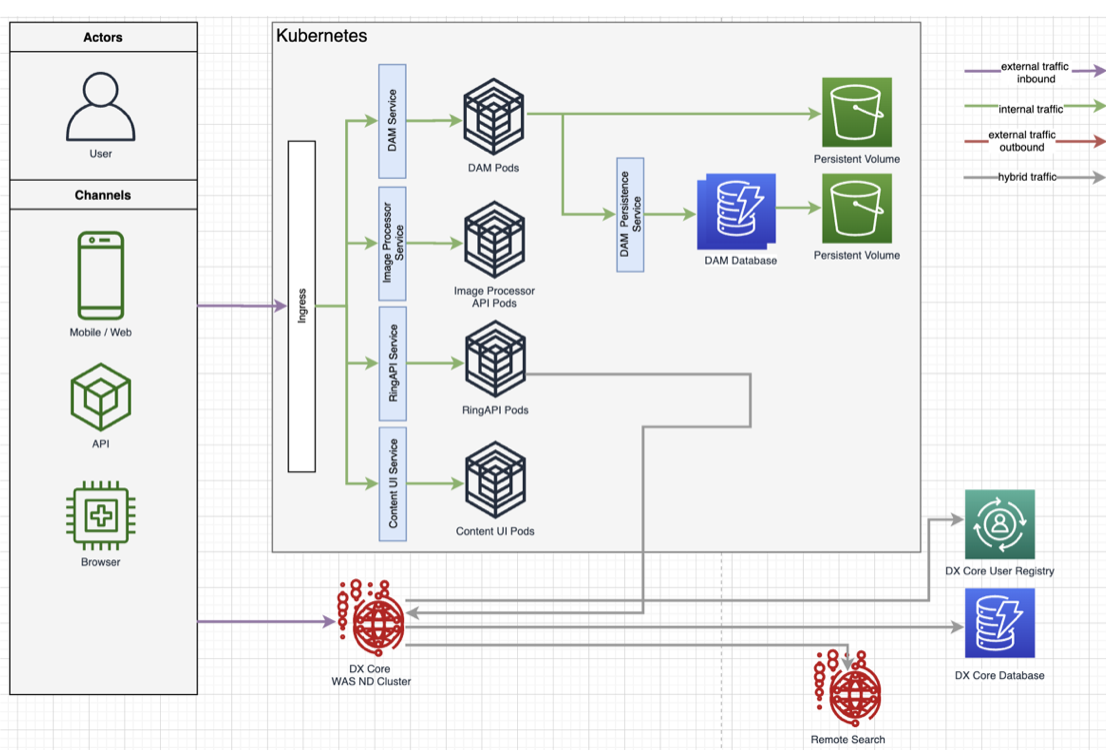 Actors
User
Channels
Mobile / Web
API
Browser
Kubernetes
Ingress
DAM Service
Image Processor
Service
RingAPI Service
Content UI Service
DAM Pods
Image Processor
API Pods
RingAPI Pods
Content UI Pods
DAM Persistence
Service
DAM Database
Persistent Volume
Persistent Volume
external traffic
inbound
internal traffic
external traffic
outbound
hybrid traffic
DX Core
WAS ND Cluster
DX Core User Registry
DX Core Database
Remote Search